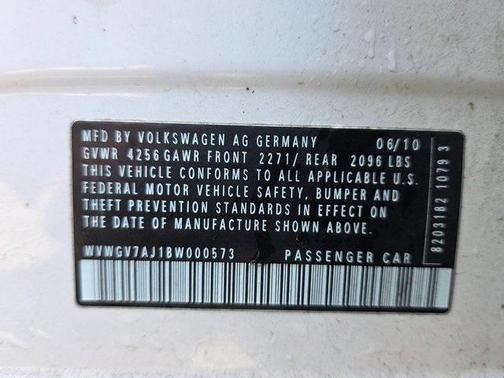 MFD BY VOLKSWAGEN AG GERMANY 06/10
GVWR 4256 GAWR FRONT 2271/ REAR 2096 LBS
THIS VEHICLE CONFORMS TO ALL APPLICABLE U.S.
FEDERAL MOTOR VEHICLE SAFETY, BUMPER AND
THEFT PREVENTION STANDARDS IN EFFECT ON
THE DATE OF MANUFACTURE SHOWN ABOVE.
WVWGV7AJ1BW000573 PASSENGER CAR
82031182 1079 3